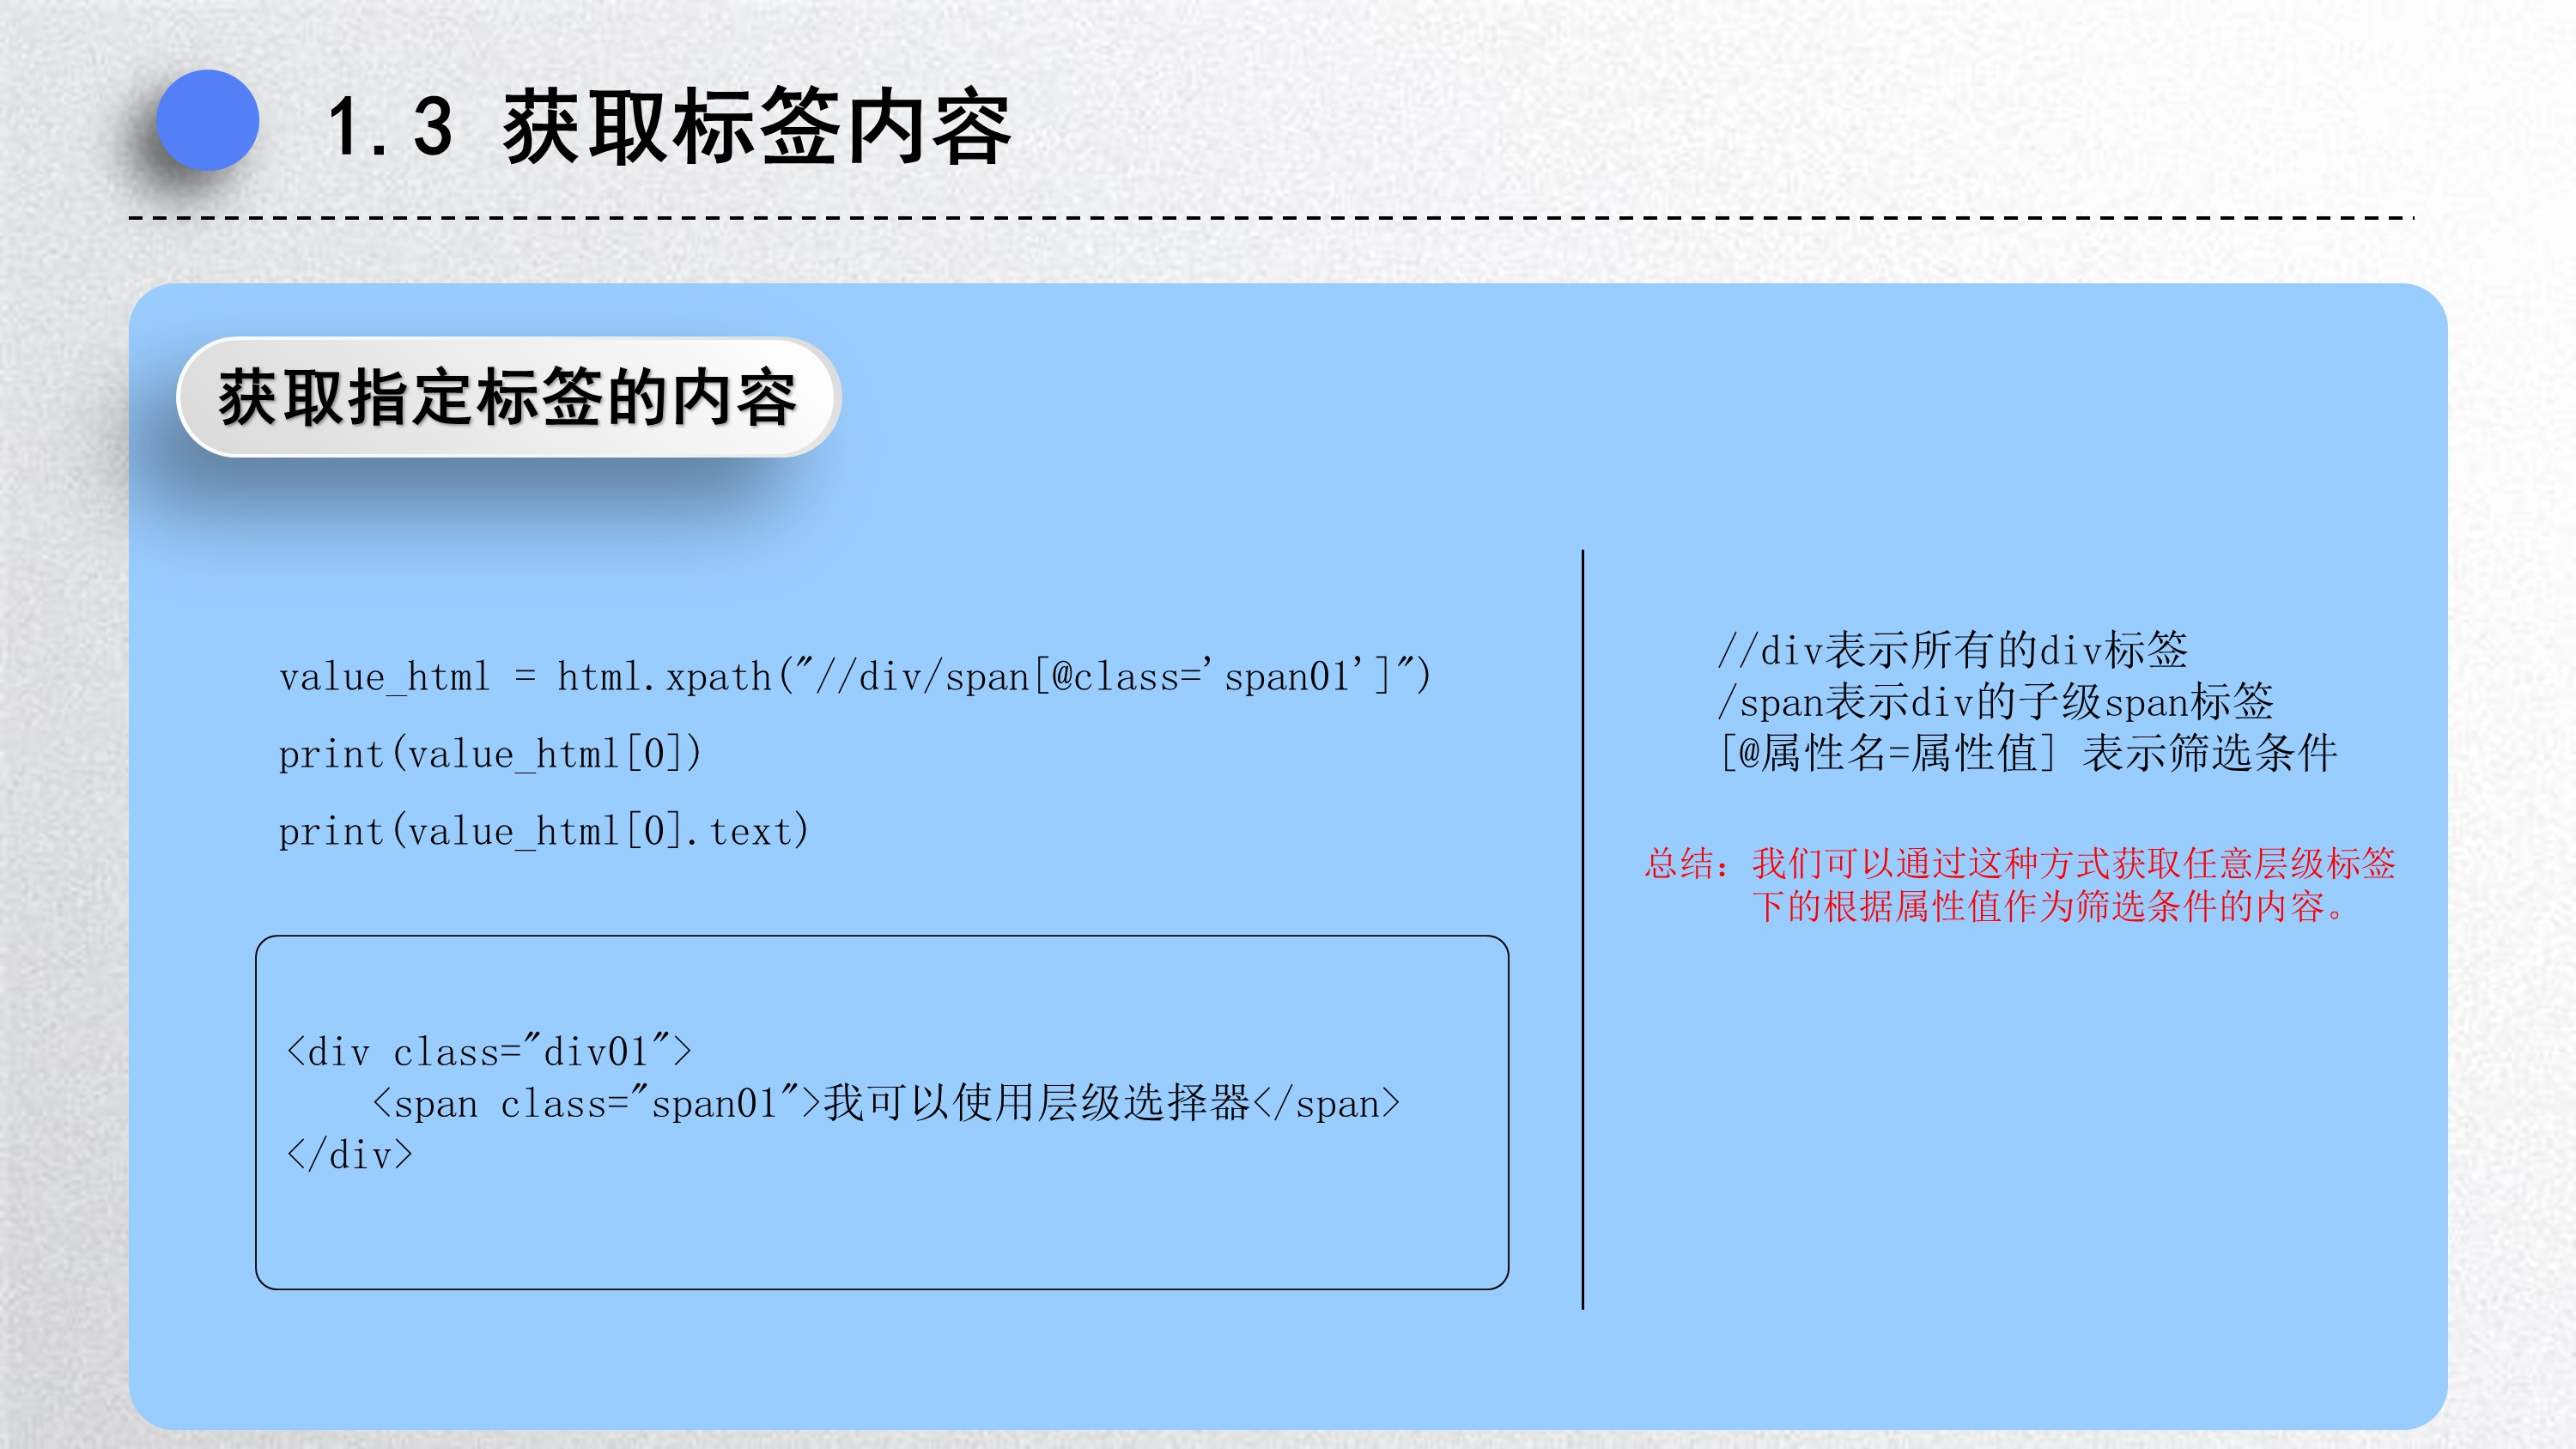 1.3 获取标签内容
获取指定标签的内容
value_html = html.xpath("//div/span[@class='span01']")
print(value_html[0])
print(value_html[0].text)
<div class="div01">
    <span class="span01">我可以使用层级选择器</span>
</div>
//div表示所有的div标签
/span表示div的子级span标签
[@属性名=属性值] 表示筛选条件
总结：我们可以通过这种方式获取任意层级标签
下的根据属性值作为筛选条件的内容。